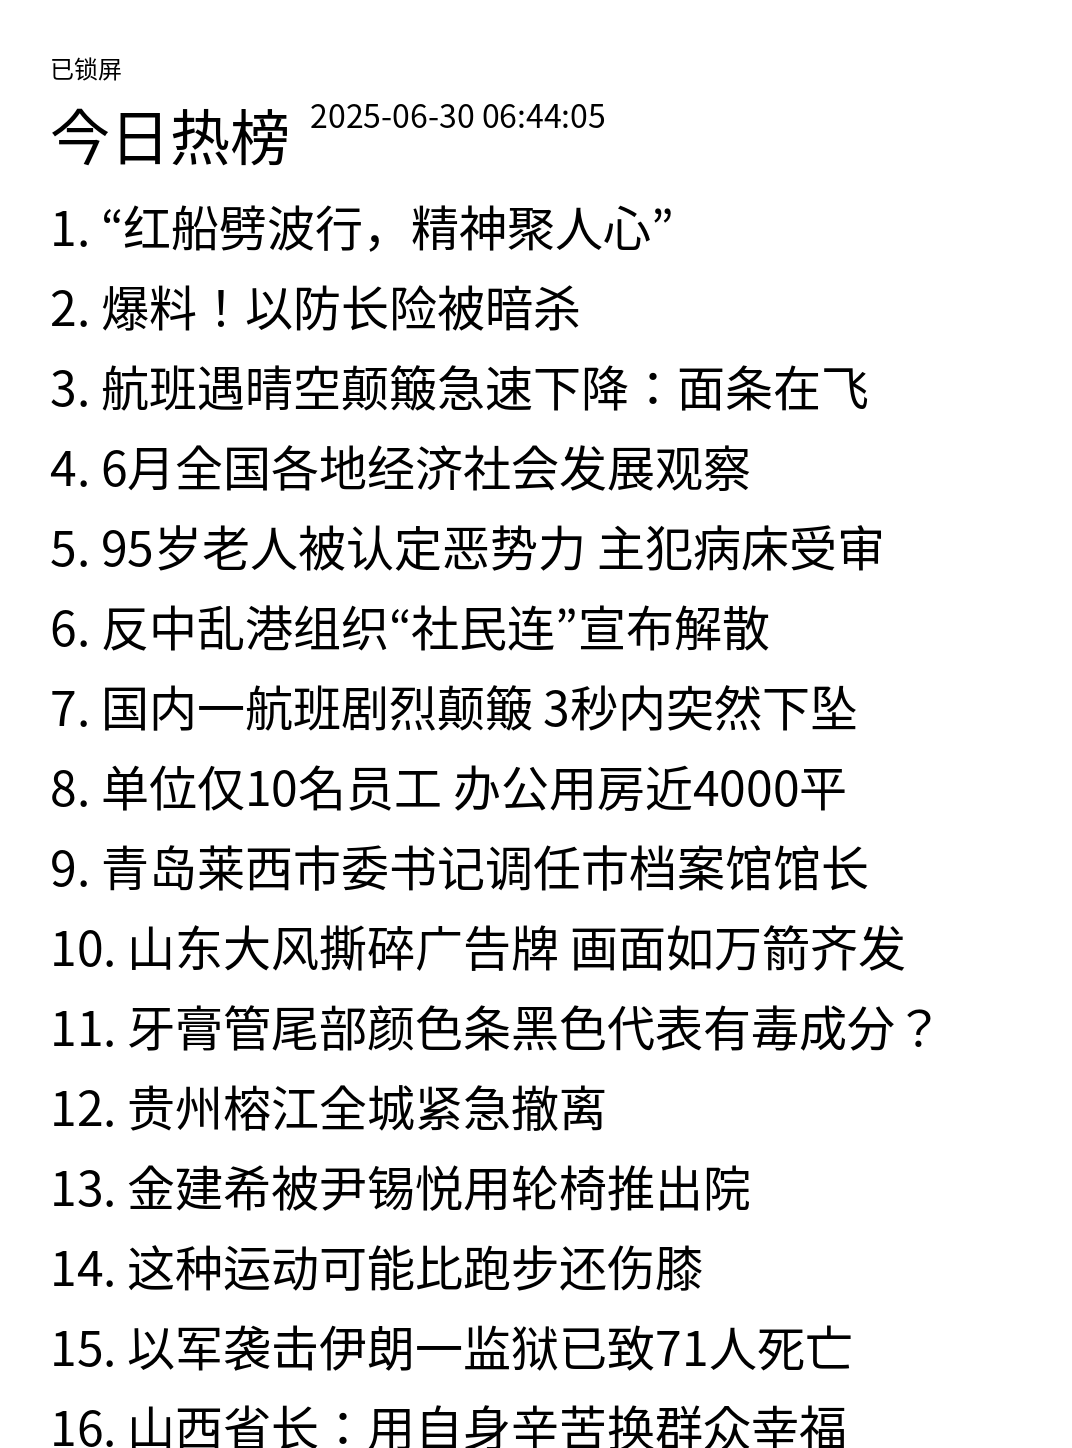 已锁屏
今日热榜 2025-06-30 06:44:05
1. “红船劈波行，精神聚人心”
2. 爆料！以防长险被暗杀
3. 航班遇晴空颠簸急速下降：面条在飞
4. 6月全国各地经济社会发展观察
5. 95岁老人被认定恶势力 主犯病床受审
6. 反中乱港组织“社民连”宣布解散
7. 国内一航班剧烈颠簸 3秒内突然下坠
8. 单位仅10名员工 办公用房近4000平
9. 青岛莱西市委书记调任市档案馆馆长
10. 山东大风撕碎广告牌 画面如万箭齐发
11. 牙膏管尾部颜色条黑色代表有毒成分？
12. 贵州榕江全城紧急撤离
13. 金建希被尹锡悦用轮椅推出院
14. 这种运动可能比跑步还伤膝
15. 以军袭击伊朗一监狱已致71人死亡
16. 山西省长：用自身辛苦换群众幸福